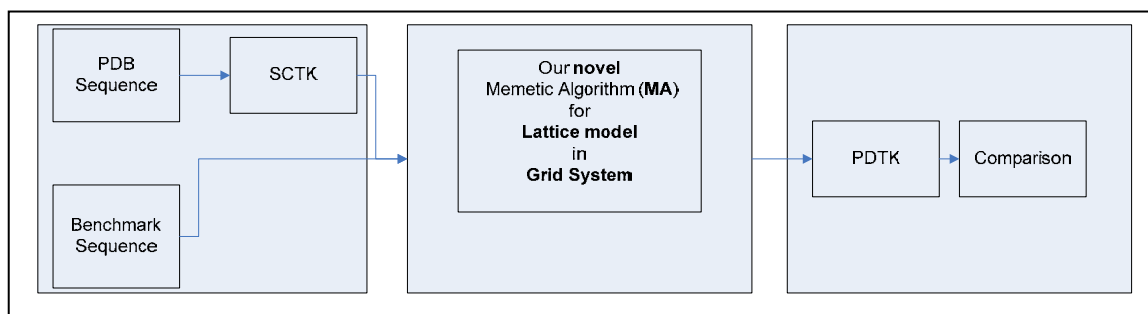 PDB
Sequence
SCTK
Benchmark
Sequence
Our novel
Memetic Algorithm (MA)
for
Lattice model
in
Grid System
PDTK
Comparison